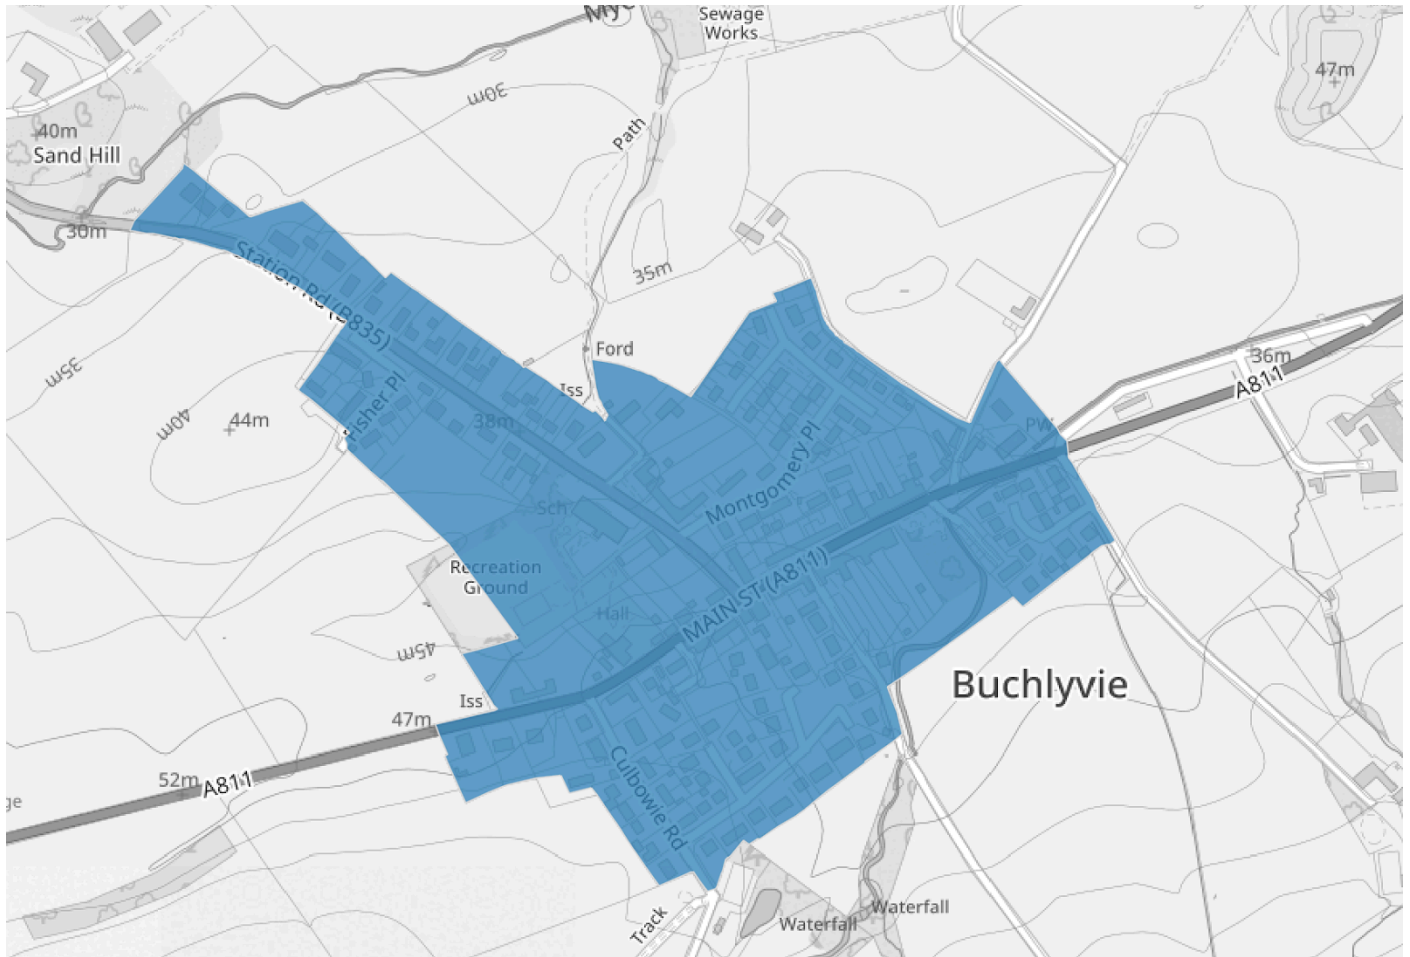 Sewage
Works
47m
30m
40m
Sand Hill
Path
30m
35m
Station Rd (B835)
Ford
36m
35m
Iss
A811
Fisher Pl
40m
44m
38m
PW
Montgomery Pl
Sch
Recreation
Ground
MAIN ST (A811)
Hall
45m
Buchlyvie
Iss
47m
52m
A811
Culbowie Rd
Waterfall
Waterfall
Track